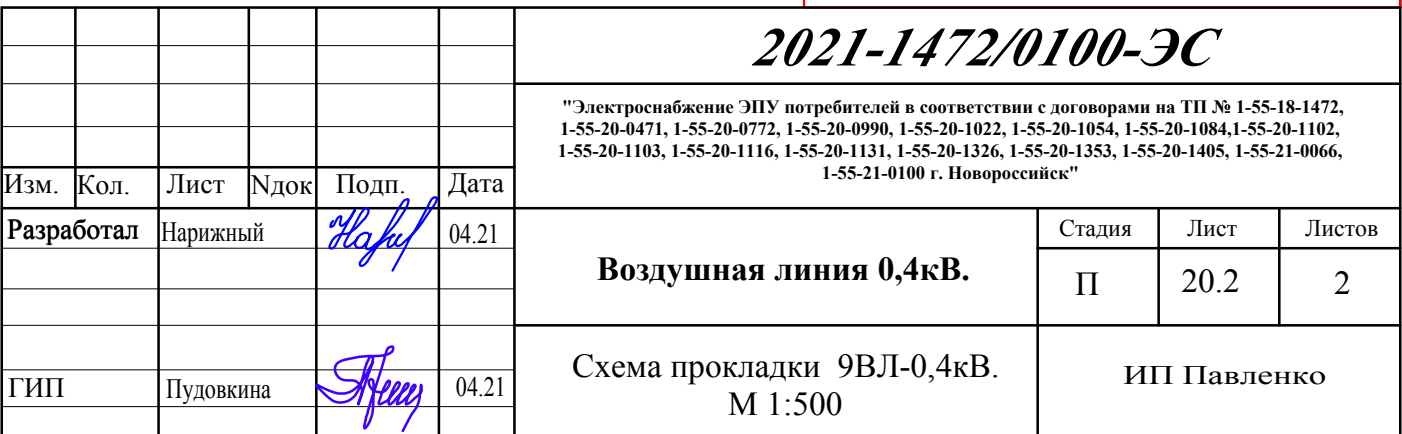 2021-1472/0100-ЭС
"Электроснабжение ЭПУ потребителей в соответствии с договорами на ТП № 1-55-18-1472,
1-55-20-0471, 1-55-20-0772, 1-55-20-0990, 1-55-20-1022, 1-55-20-1054, 1-55-20-1084,1-55-20-1102,
1-55-20-1103, 1-55-20-1116, 1-55-20-1131, 1-55-20-1326, 1-55-20-1353, 1-55-20-1405, 1-55-21-0066,
1-55-21-0100 г. Новороссийск"
Изм. Кол. Лист Nдок Подп. Дата
Разработал Нарижный 04.21
Воздушная линия 0,4кВ.
Стадия Лист Листов
П 20.2 2
ГИП Пудовкина 04.21
Схема прокладки 9ВЛ-0,4кВ.
М 1:500
ИП Павленко